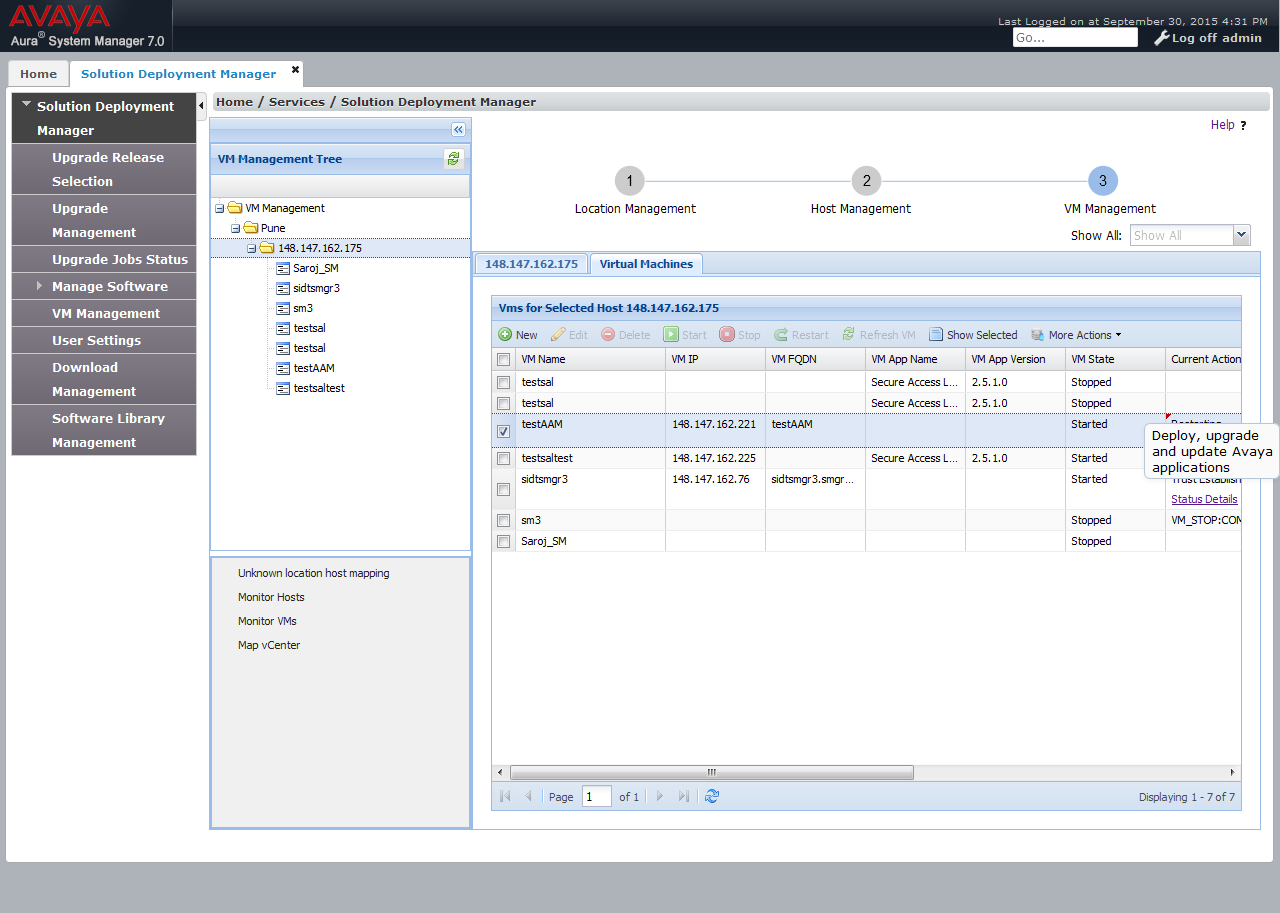 AVAYA
Aura® System Manager 7.0
Last Logged on at September 30, 2015 4:31 PM
Go...
Log off admin
Home
Solution Deployment Manager
Solution Deployment
Manager
Upgrade Release
Selection
Upgrade
Management
Upgrade Jobs Status
Manage Software
VM Management
User Settings
Download
Management
Software Library
Management
Home / Services / Solution Deployment Manager
Help ?
VM Management Tree
VM Management
Pune
148.147.162.175
Saroj_SM
sidtsmgr3
sm3
testsal
testsal
testAAM
testsaltest
Unknown location host mapping
Monitor Hosts
Monitor VMs
Map vCenter
1 2 3
Location Management Host Management VM Management
Show All: Show All
148.147.162.175 Virtual Machines
Vms for Selected Host 148.147.162.175
New Edit Delete Start Stop Restart Refresh VM Show Selected More Actions
VM Name VM IP VM FQDN VM App Name VM App Version VM State Current Action
testsal Secure Access L... 2.5.1.0 Stopped
testsal Secure Access L... 2.5.1.0 Stopped
testAAM 148.147.162.221 testAAM Started
Deploy, upgrade
and update Avaya
applications
testsaltest 148.147.162.225 Secure Access L... 2.5.1.0 Started
sidtsmgr3 148.147.162.76 sidtsmgr3.smgr... Started Trust Establish
Status Details
sm3 Stopped VM_STOP:COM
Saroj_SM Stopped
Page 1 of 1
Displaying 1 - 7 of 7